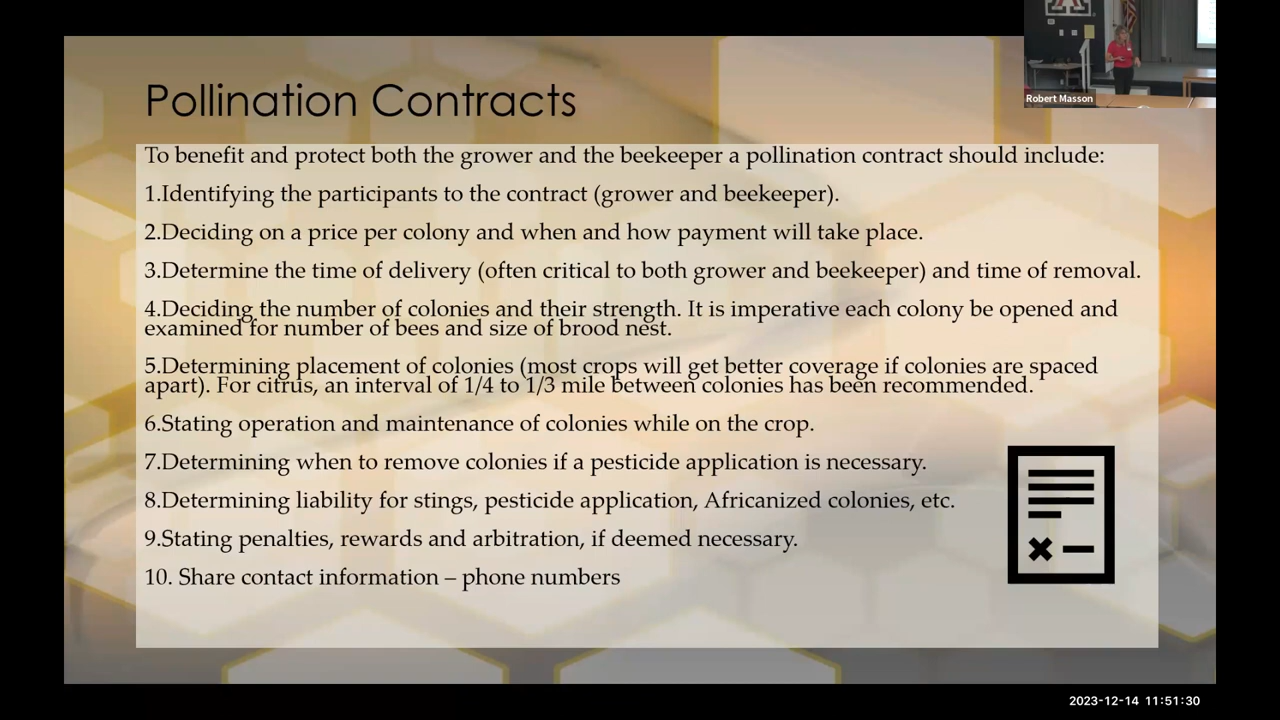 Pollination Contracts
To benefit and protect both the grower and the beekeeper a pollination contract should include:
1.Identifying the participants to the contract (grower and beekeeper).
2.Deciding on a price per colony and when and how payment will take place.
3.Determine the time of delivery (often critical to both grower and beekeeper) and time of removal.
4.Deciding the number of colonies and their strength. It is imperative each colony be opened and
examined for number of bees and size of brood nest.
5.Determining placement of colonies (most crops will get better coverage if colonies are spaced
apart). For citrus, an interval of 1/4 to 1/3 mile between colonies has been recommended.
6.Stating operation and maintenance of colonies while on the crop.
7.Determining when to remove colonies if a pesticide application is necessary.
8.Determining liability for stings, pesticide application, Africanized colonies, etc.
9.Stating penalties, rewards and arbitration, if deemed necessary.
10. Share contact information – phone numbers
Robert Masson
2023-12-14 11:51:30